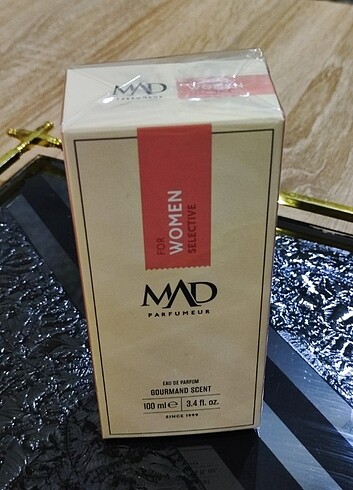 MAD
PARFUMEUR
FOR
WOMEN
SELECTIVE
MAD
PARFUMEUR
EAU DE PARFUM
GOURMAND SCENT
100 ml ℮ 3.4 fl. oz.
SINCE 1999